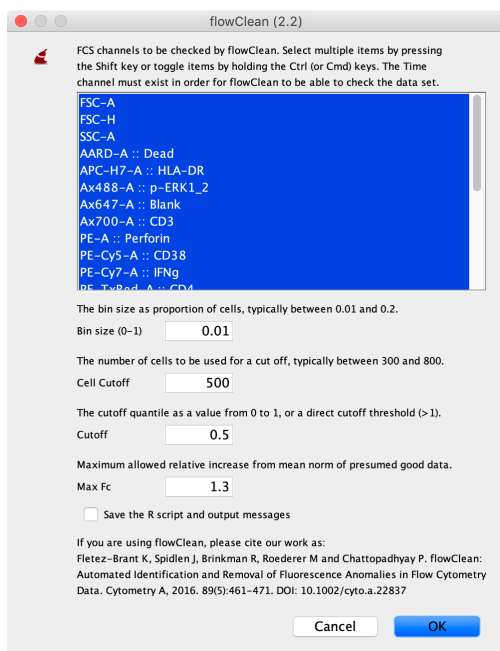 flowClean (2.2)
FCS channels to be checked by flowClean. Select multiple items by pressing
the Shift key or toggle items by holding the Ctrl (or Cmd) keys. The Time
channel must exist in order for flowClean to be able to check the data set.
FSC-A
FSC-H
SSC-A
AARD-A :: Dead
APC-H7-A :: HLA-DR
Ax488-A :: p-ERK1_2
Ax647-A :: Blank
Ax700-A :: CD3
PE-A :: Perforin
PE-Cy5-A :: CD38
PE-Cy7-A :: IFNg
PE-TxRed-A :: CD4
The bin size as proportion of cells, typically between 0.01 and 0.2.
Bin size (0-1) 0.01
The number of cells to be used for a cut off, typically between 300 and 800.
Cell Cutoff 500
The cutoff quantile as a value from 0 to 1, or a direct cutoff threshold (>1).
Cutoff 0.5
Maximum allowed relative increase from mean norm of presumed good data.
Max Fc 1.3
Save the R script and output messages
If you are using flowClean, please cite our work as:
Fletez-Brant K, Spidlen J, Brinkman R, Roederer M and Chattopadhyay P. flowClean:
Automated Identification and Removal of Fluorescence Anomalies in Flow Cytometry
Data. Cytometry A, 2016. 89(5):461-471. DOI: 10.1002/cyto.a.22837
Cancel OK